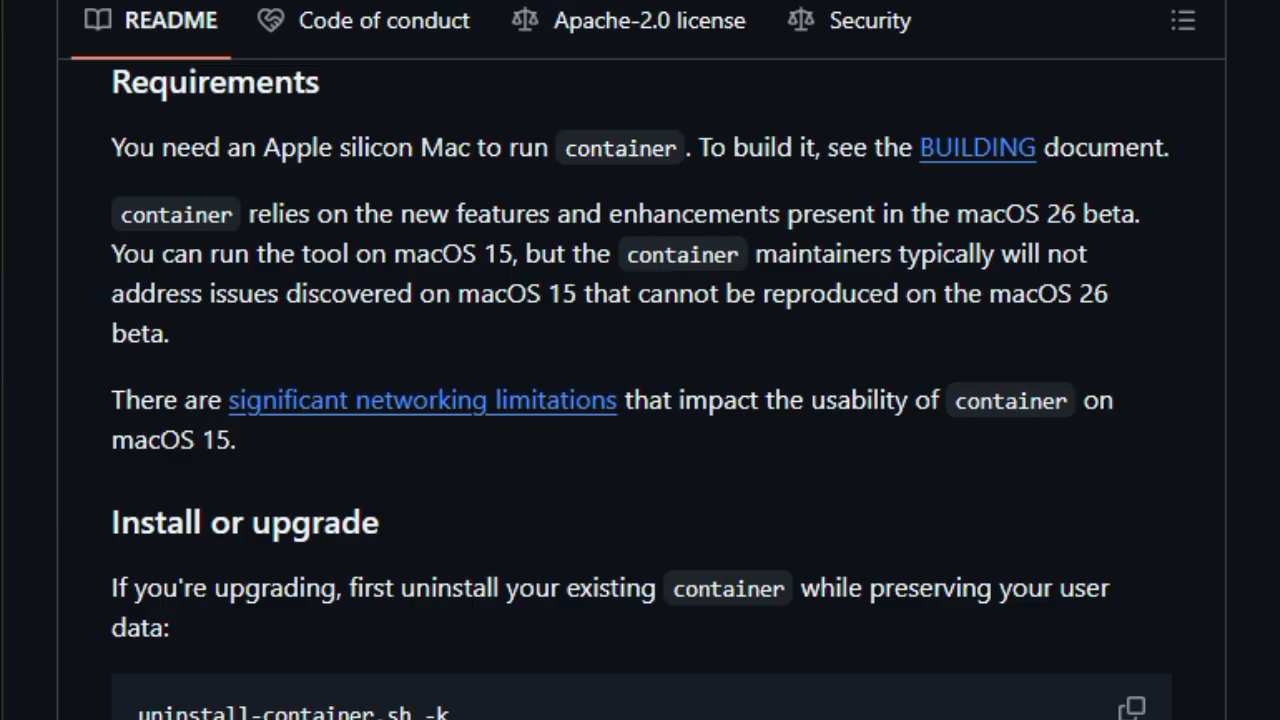 README Code of conduct Apache-2.0 license Security
Requirements
You need an Apple silicon Mac to run container. To build it, see the BUILDING document.
container relies on the new features and enhancements present in the macOS 26 beta.
You can run the tool on macOS 15, but the container maintainers typically will not
address issues discovered on macOS 15 that cannot be reproduced on the macOS 26
beta.
There are significant networking limitations that impact the usability of container on
macOS 15.
Install or upgrade
If you're upgrading, first uninstall your existing container while preserving your user
data:
uninstall-container.sh -k